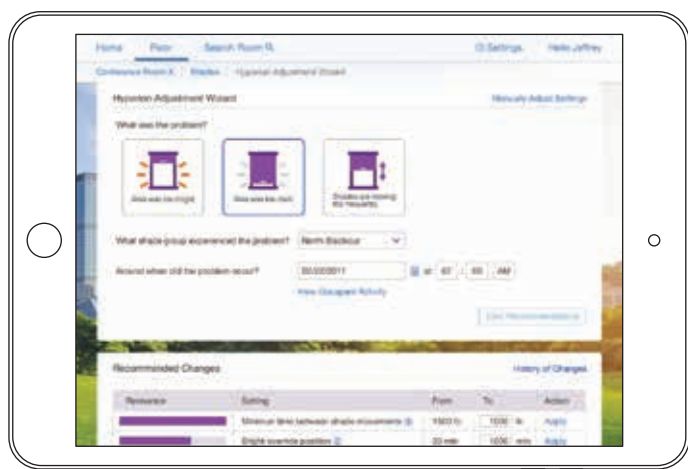 Home Floor Search Room Settings Hello Jeffrey
Conference Room A / Shades / Hyperion Adjustment Wizard
Hyperion Adjustment Wizard Manually Adjust Settings
What was the problem?
Area was too bright Area was too dark Shades are moving too frequently
What shade group experienced the problem? North Blackout
Around when did the problem occur? at AM
View Occupant Activity
Recommended Changes History of Changes
Relevance Setting From To Action
Minimum time between shade movements Apply
Bright override position Apply